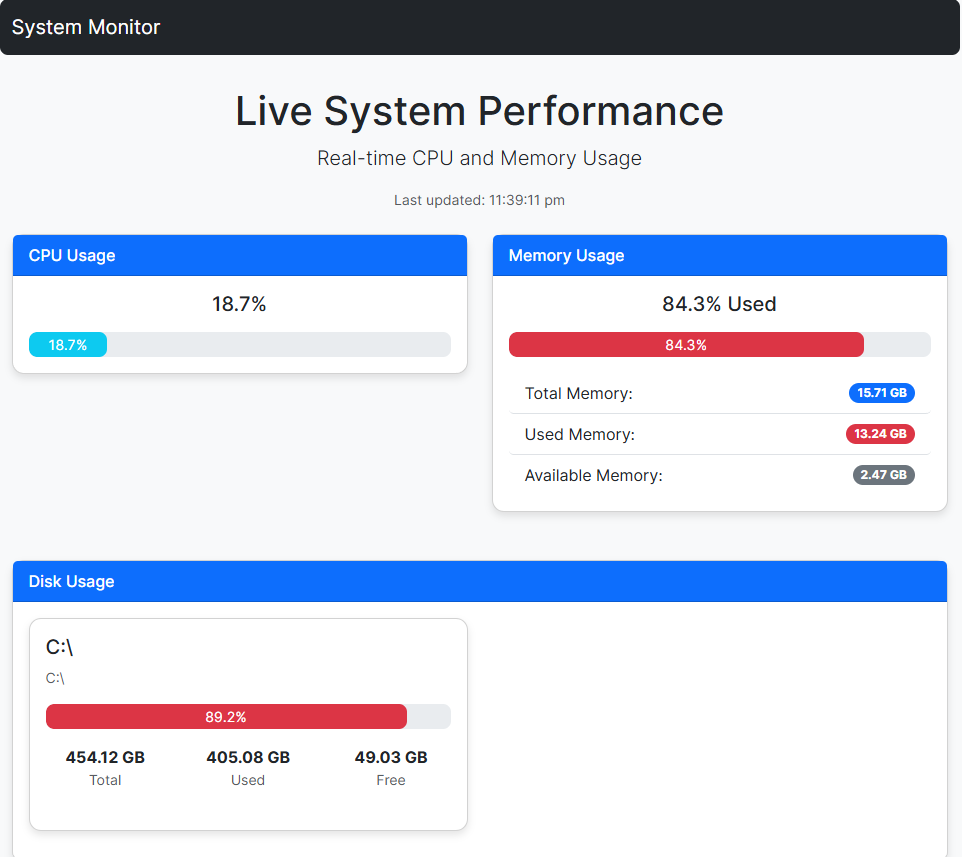 System Monitor
Live System Performance
Real-time CPU and Memory Usage
Last updated: 11:39:11 pm
CPU Usage
18.7%
18.7%
Memory Usage
84.3% Used
84.3%
Total Memory: 15.71 GB
Used Memory: 13.24 GB
Available Memory: 2.47 GB
Disk Usage
C:\
C:\
89.2%
454.12 GB 405.08 GB 49.03 GB
Total Used Free